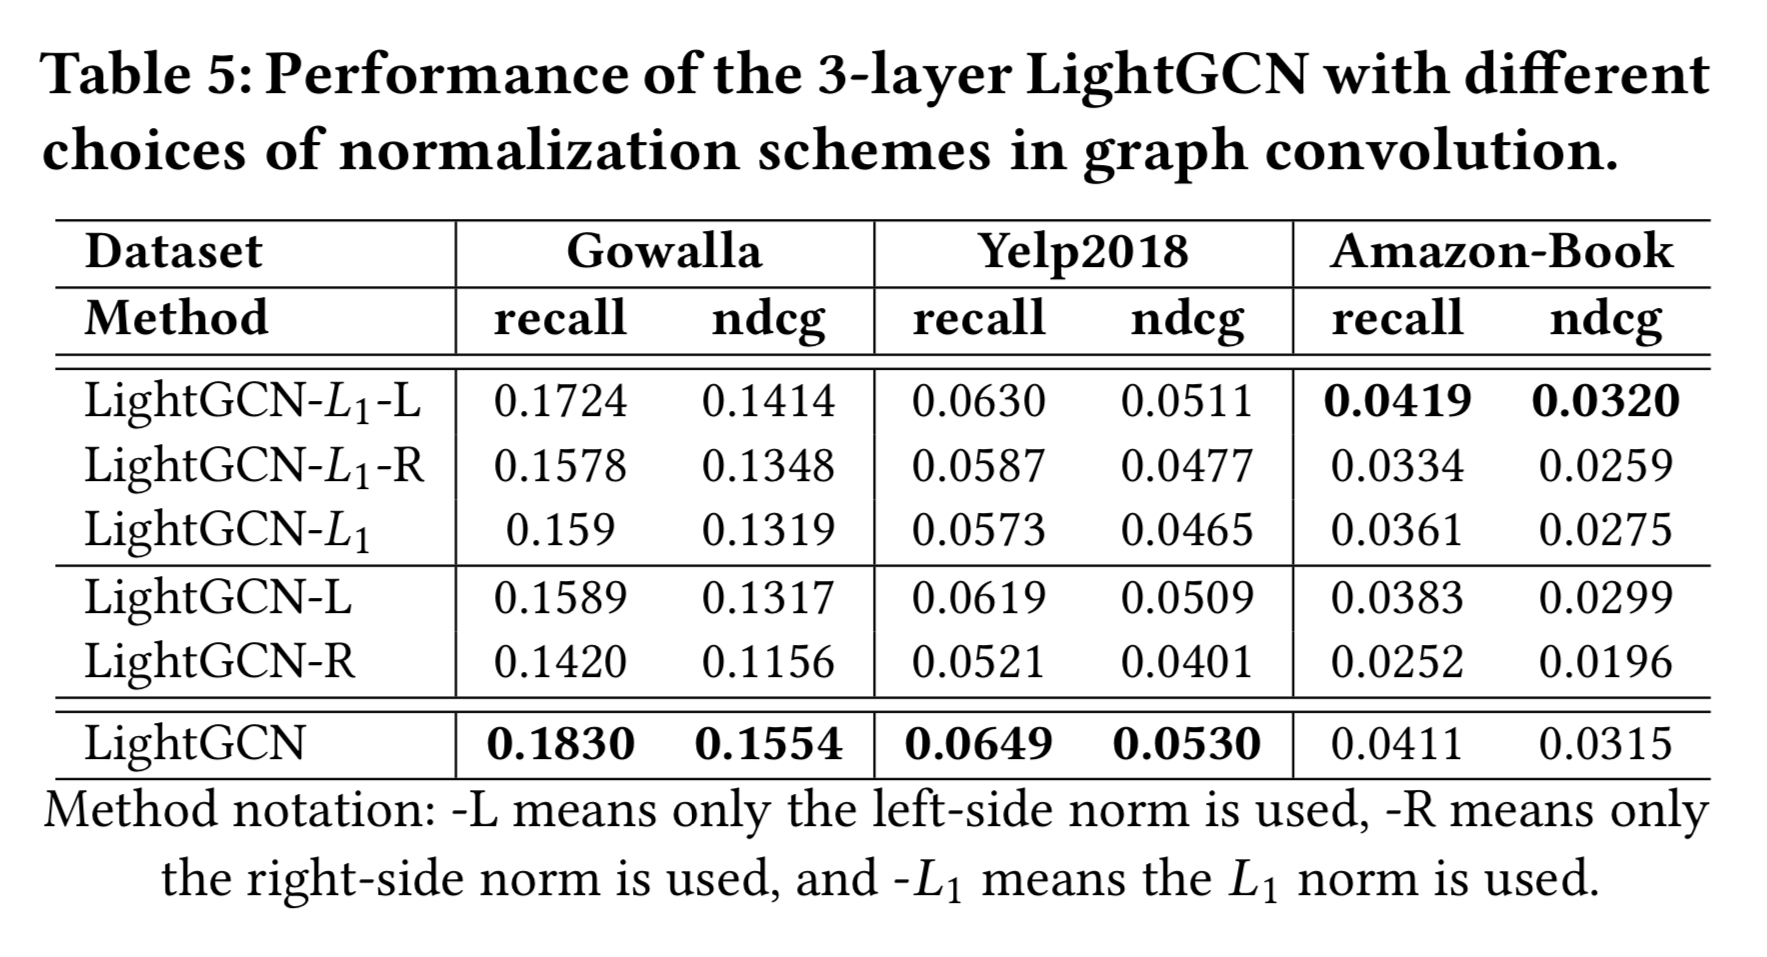 Table 5: Performance of the 3-layer LightGCN with different
choices of normalization schemes in graph convolution.
Dataset Gowalla Yelp2018 Amazon-Book
Method recall ndcg recall ndcg recall ndcg
LightGCN-L₁-L 0.1724 0.1414 0.0630 0.0511 0.0419 0.0320
LightGCN-L₁-R 0.1578 0.1348 0.0587 0.0477 0.0334 0.0259
LightGCN-L₁ 0.159 0.1319 0.0573 0.0465 0.0361 0.0275
LightGCN-L 0.1589 0.1317 0.0619 0.0509 0.0383 0.0299
LightGCN-R 0.1420 0.1156 0.0521 0.0401 0.0252 0.0196
LightGCN 0.1830 0.1554 0.0649 0.0530 0.0411 0.0315
Method notation: -L means only the left-side norm is used, -R means only
the right-side norm is used, and -L₁ means the L₁ norm is used.